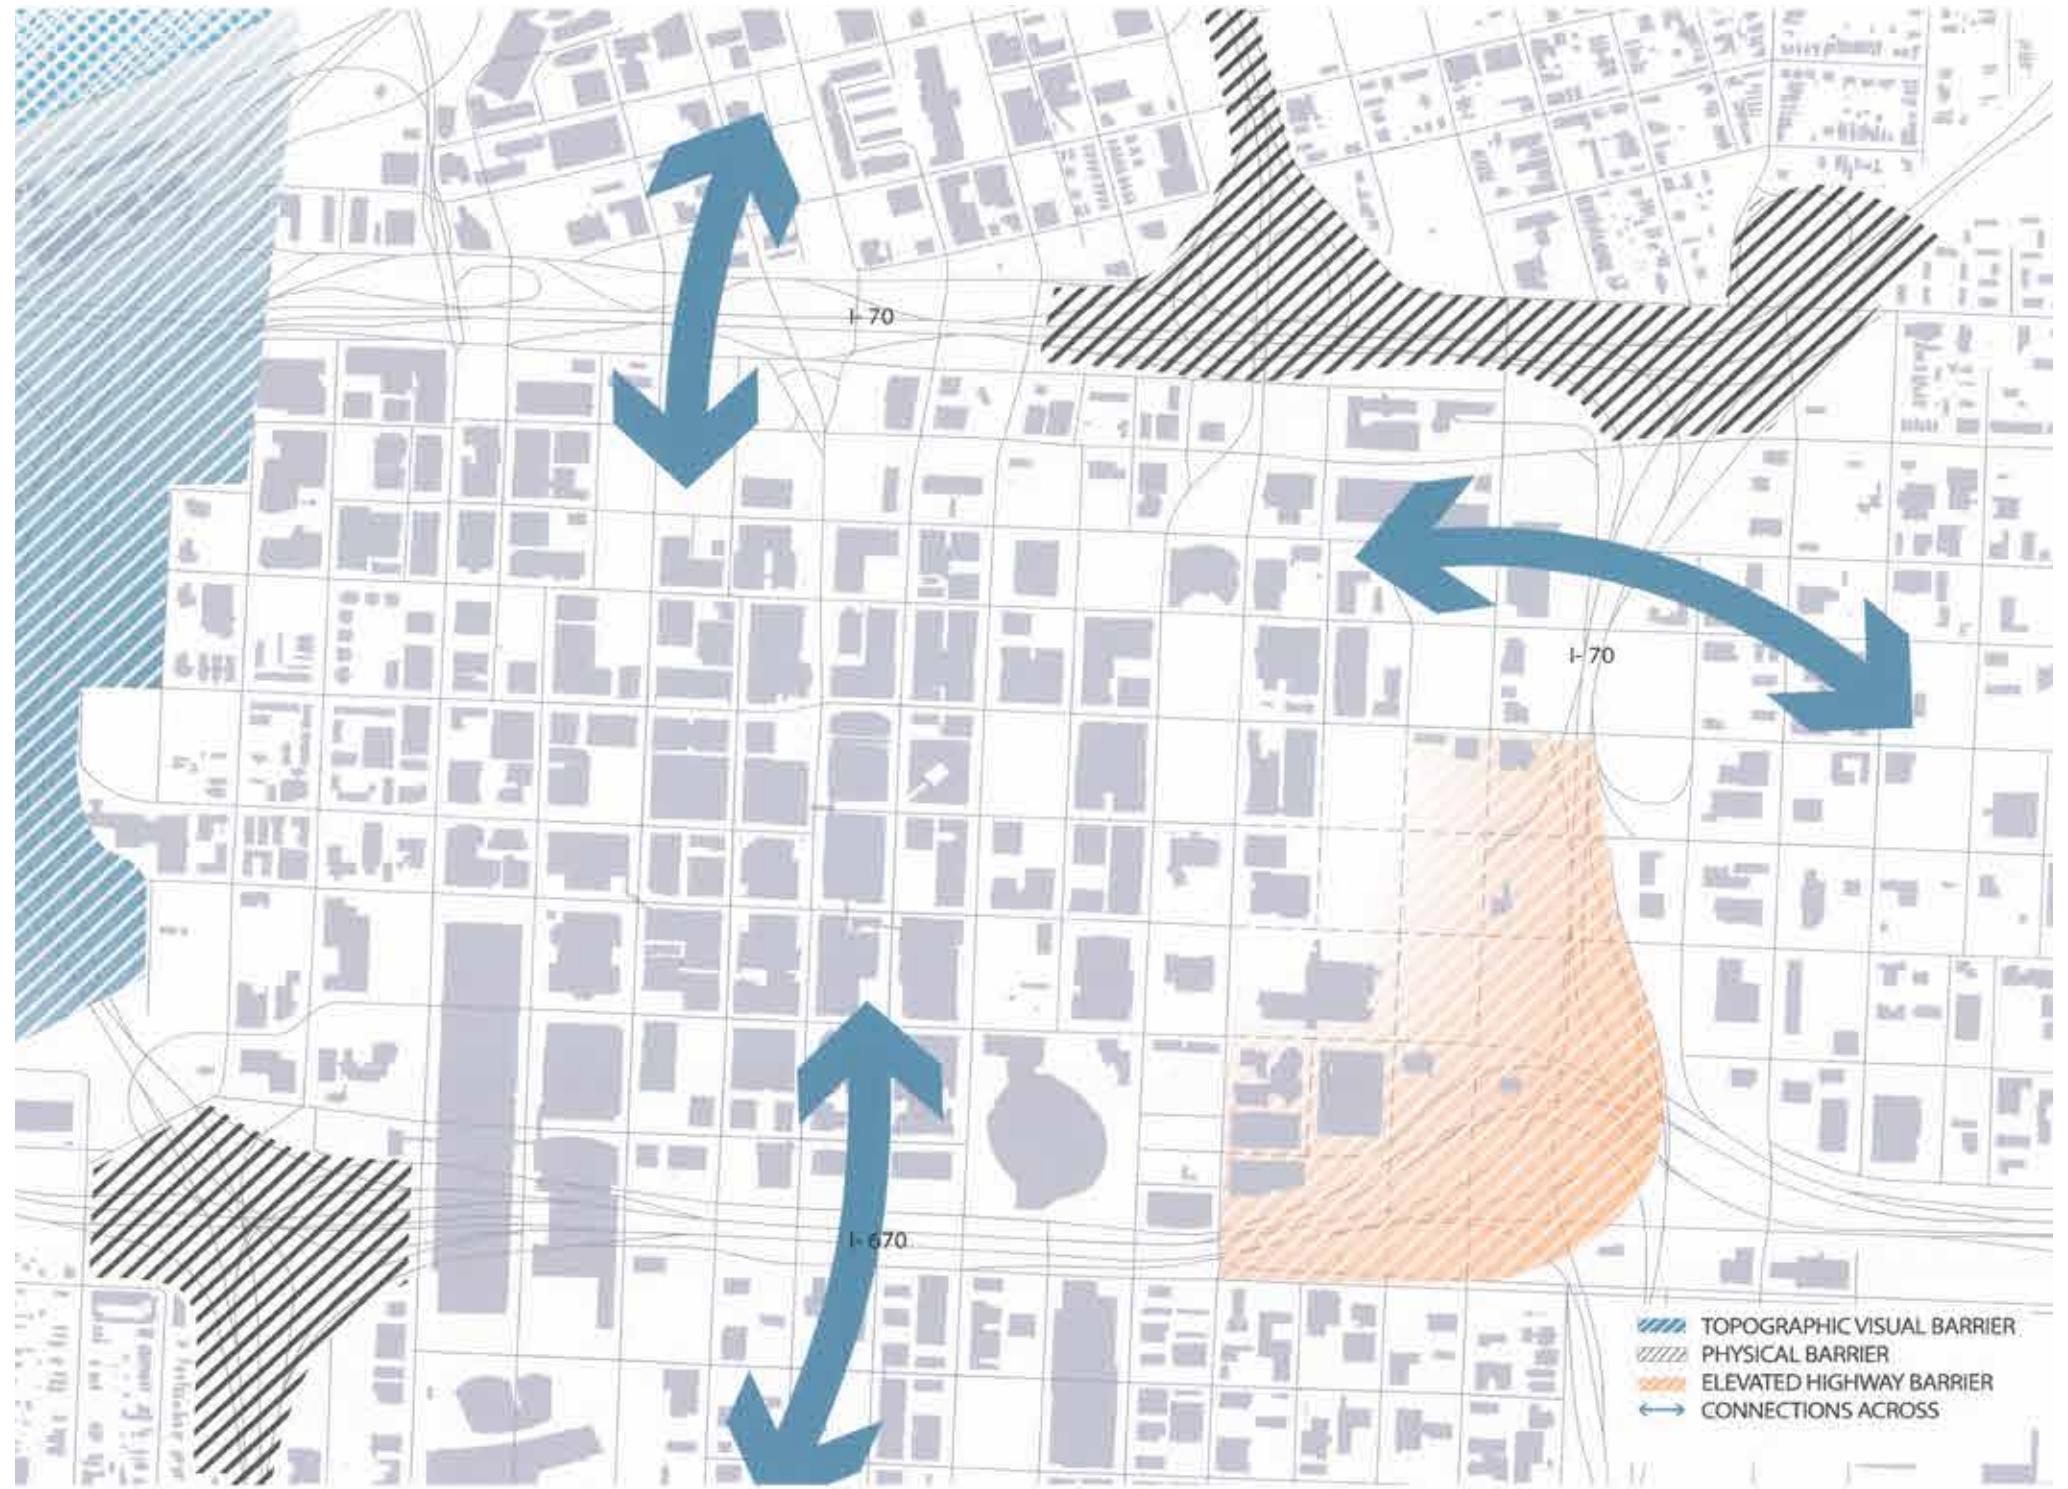 I- 70
I- 70
I- 670
TOPOGRAPHIC VISUAL BARRIER
PHYSICAL BARRIER
ELEVATED HIGHWAY BARRIER
CONNECTIONS ACROSS